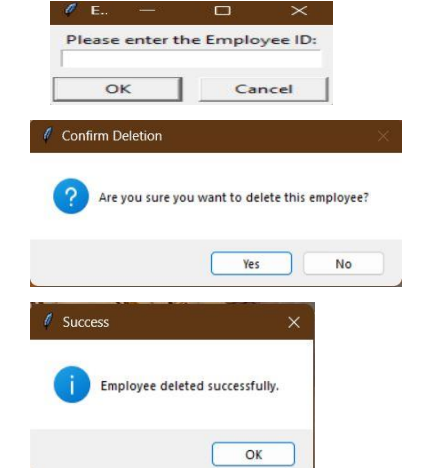 E..
Please enter the Employee ID:
OK Cancel
Confirm Deletion
Are you sure you want to delete this employee?
Yes No
Success
Employee deleted successfully.
OK